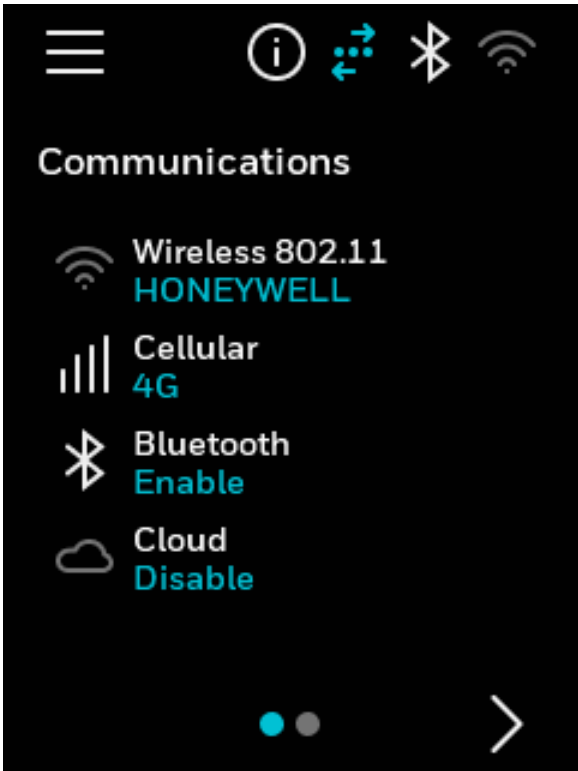 Communications
Wireless 802.11
HONEYWELL
Cellular
4G
Bluetooth
Enable
Cloud
Disable